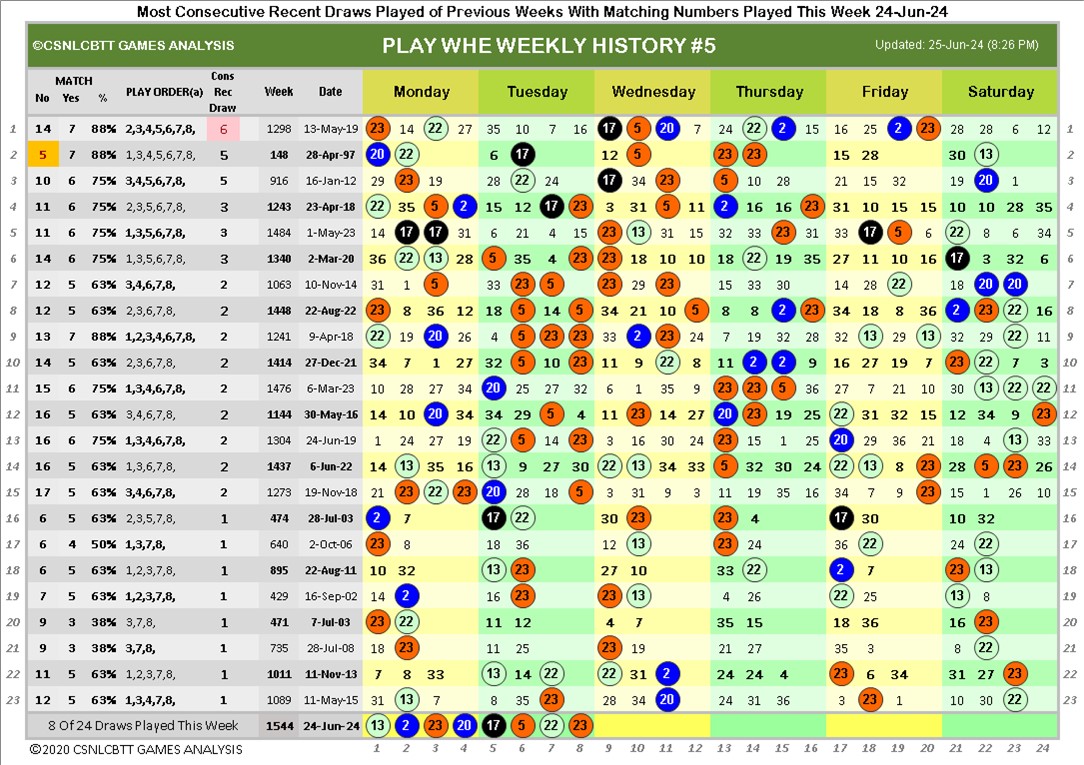 Most Consecutive Recent Draws Played of Previous Weeks With Matching Numbers Played This Week 24-Jun-24
©CSNLCBTT GAMES ANALYSIS PLAY WHE WEEKLY HISTORY #5 Updated: 25-Jun-24 (8:26 PM)
No MATCH Yes % PLAY ORDER(a) Cons Rec Draw Week Date Monday Tuesday Wednesday Thursday Friday Saturday
1 14 7 88% 2,3,4,5,6,7,8, 6 1298 13-May-19 23 14 22 27 35 10 7 16 17 5 20 7 24 22 2 15 16 25 2 23 28 28 6 12 1
2 5 7 88% 1,3,4,5,6,7,8, 5 148 28-Apr-97 20 22 6 17 12 5 23 23 15 28 30 13 2
3 10 6 75% 3,4,5,6,7,8, 5 916 16-Jan-12 29 23 19 28 22 24 17 34 23 5 10 28 21 15 32 19 20 1 3
4 11 6 75% 2,3,5,6,7,8, 3 1243 23-Apr-18 22 35 5 2 15 12 17 23 3 31 5 11 2 16 16 23 31 10 15 15 10 10 28 35 4
5 11 6 75% 1,3,5,6,7,8, 3 1484 1-May-23 14 17 17 31 6 21 4 15 23 13 31 15 32 33 23 31 33 17 5 6 22 8 6 34 5
6 14 6 75% 1,3,5,6,7,8, 3 1340 2-Mar-20 36 22 13 28 5 35 4 23 23 18 10 10 18 22 19 35 27 11 10 16 17 3 32 6 6
7 12 5 63% 3,4,6,7,8, 2 1063 10-Nov-14 31 1 5 33 23 5 23 29 23 15 33 30 14 28 22 18 20 20 7
8 12 5 63% 2,3,6,7,8, 2 1448 22-Aug-22 23 8 36 12 18 5 14 5 34 21 10 5 8 8 2 23 34 18 8 36 2 23 22 16 8
9 13 7 88% 1,2,3,4,6,7,8, 2 1241 9-Apr-18 22 19 20 26 4 5 23 23 33 2 23 24 7 19 32 28 32 13 29 13 32 29 22 11 9
10 14 5 63% 2,3,6,7,8, 2 1414 27-Dec-21 34 7 1 27 32 5 10 23 11 9 22 8 11 2 2 9 16 27 19 7 23 22 7 3 10
11 15 6 75% 1,3,4,6,7,8, 2 1476 6-Mar-23 10 28 27 34 20 25 27 32 6 1 35 9 23 23 5 36 27 7 21 10 30 13 22 22 11
12 16 5 63% 3,4,6,7,8, 2 1144 30-May-16 14 10 20 34 34 29 5 4 11 23 14 27 20 23 19 25 22 31 32 15 12 34 9 23 12
13 16 6 75% 1,3,4,6,7,8, 2 1304 24-Jun-19 1 24 27 19 22 5 14 23 3 16 30 24 23 15 1 25 20 29 36 21 18 4 13 33 13
14 16 5 63% 1,3,6,7,8, 2 1437 6-Jun-22 14 13 35 16 13 9 27 30 22 13 34 33 5 32 30 24 22 13 8 23 28 5 23 26 14
15 17 5 63% 3,4,6,7,8, 2 1273 19-Nov-18 21 23 22 23 20 28 18 5 3 31 9 3 11 19 35 16 34 7 9 23 15 1 26 10 15
16 6 5 63% 2,3,5,7,8, 1 474 28-Jul-03 2 7 17 22 30 23 23 4 17 30 10 32 16
17 6 4 50% 1,3,7,8, 1 640 2-Oct-06 23 8 18 36 12 13 23 24 36 22 24 22 17
18 6 5 63% 1,2,3,7,8, 1 895 22-Aug-11 10 32 13 23 27 10 33 22 2 7 23 13 18
19 7 5 63% 1,2,3,7,8, 1 429 16-Sep-02 14 2 16 23 23 13 4 26 22 25 13 8 19
20 9 3 38% 3,7,8, 1 471 7-Jul-03 23 22 11 12 4 7 35 15 18 36 16 23 20
21 9 3 38% 3,7,8, 1 735 28-Jul-08 18 23 11 25 23 19 21 27 35 3 8 22 21
22 11 5 63% 1,2,3,7,8, 1 1011 11-Nov-13 7 8 33 22 14 22 22 31 2 24 24 4 23 6 34 31 27 23 22
23 12 5 63% 1,3,4,7,8, 1 1089 11-May-15 31 13 7 8 35 23 28 34 20 24 31 36 3 23 1 10 30 22 23
8 Of 24 Draws Played This Week 1544 24-Jun-24 13 2 23 20 17 5 22 23
©2020 CSNLCBTT GAMES ANALYSIS 1 2 3 4 5 6 7 8 9 10 11 12 13 14 15 16 17 18 19 20 21 22 23 24